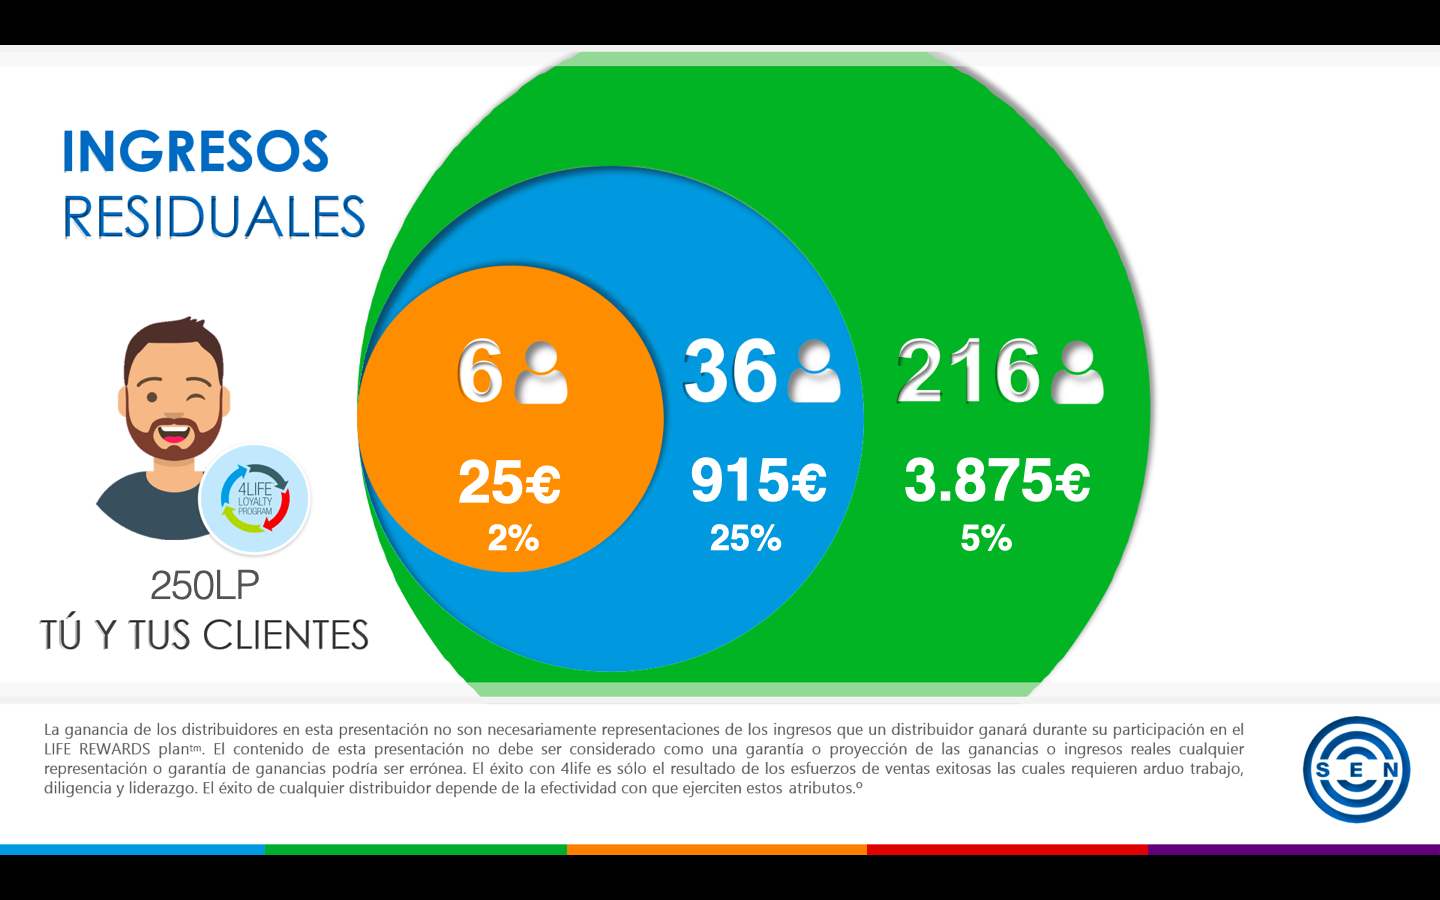 INGRESOS
RESIDUALES
6
36
216
25€
915€
3.875€
2%
25%
5%
4LIFE
LOYALTY
PROGRAM
250LP
TÚ Y TUS CLIENTES
La ganancia de los distribuidores en esta presentación no son necesariamente representaciones de los ingresos que un distribuidor ganará durante su participación en el
LIFE REWARDS plan™. El contenido de esta presentación no debe ser considerado como una garantía o proyección de las ganancias o ingresos reales cualquier
representación o garantía de ganancias podría ser errónea. El éxito con 4life es sólo el resultado de los esfuerzos de ventas exitosas las cuales requieren arduo trabajo,
diligencia y liderazgo. El éxito de cualquier distribuidor depende de la efectividad con que ejerciten estos atributos.º
SEN